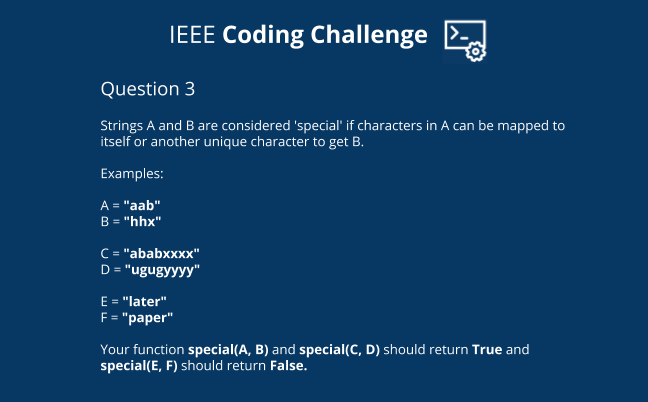 IEEE Coding Challenge
>_
Question 3
Strings A and B are considered 'special' if characters in A can be mapped to
itself or another unique character to get B.
Examples:
A = "aab"
B = "hhx"
C = "ababxxxx"
D = "ugugyyyy"
E = "later"
F = "paper"
Your function special(A, B) and special(C, D) should return True and
special(E, F) should return False.